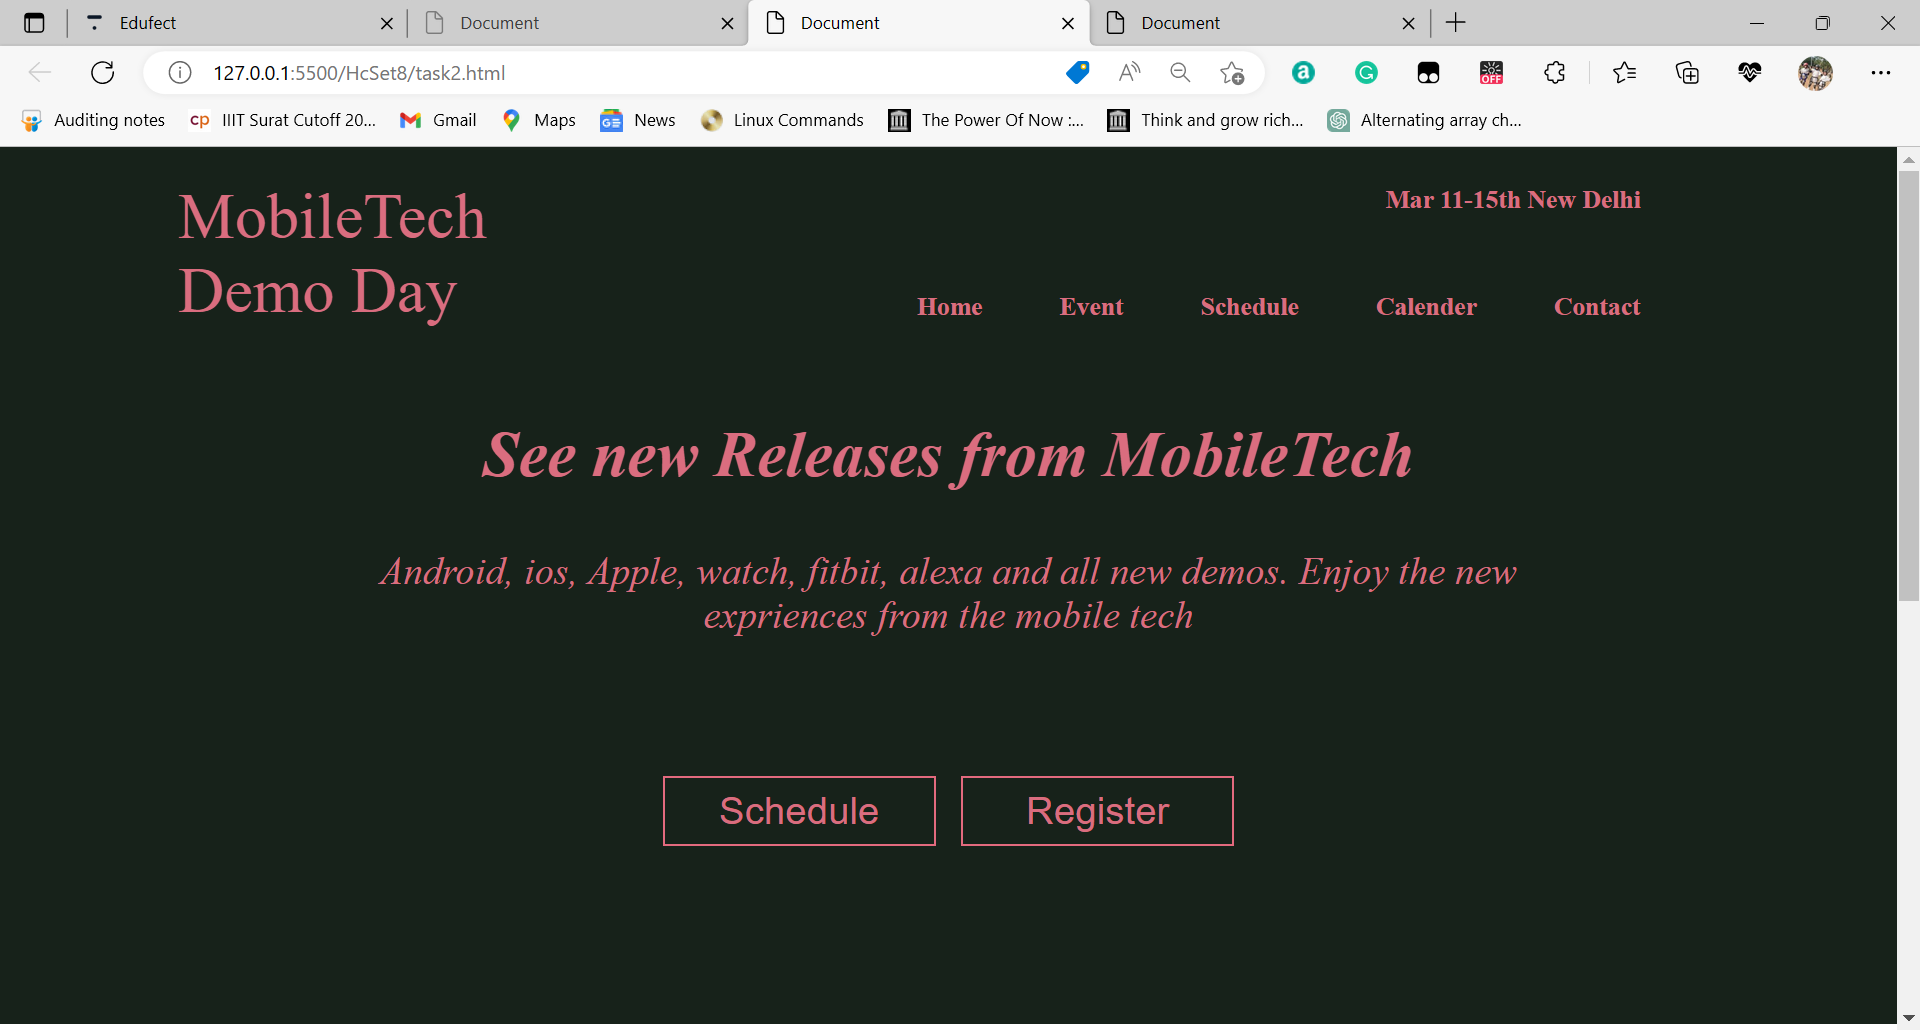 Edufect
Document
Document
Document
127.0.0.1:5500/HcSet8/task2.html
Auditing notes
cp IIIT Surat Cutoff 20...
Gmail
Maps
GE News
Linux Commands
The Power Of Now :...
Think and grow rich...
Alternating array ch...
a
G
OFF
MobileTech
Demo Day
Mar 11-15th New Delhi
Home Event Schedule Calender Contact
See new Releases from MobileTech
Android, ios, Apple, watch, fitbit, alexa and all new demos. Enjoy the new
expriences from the mobile tech
Schedule
Register